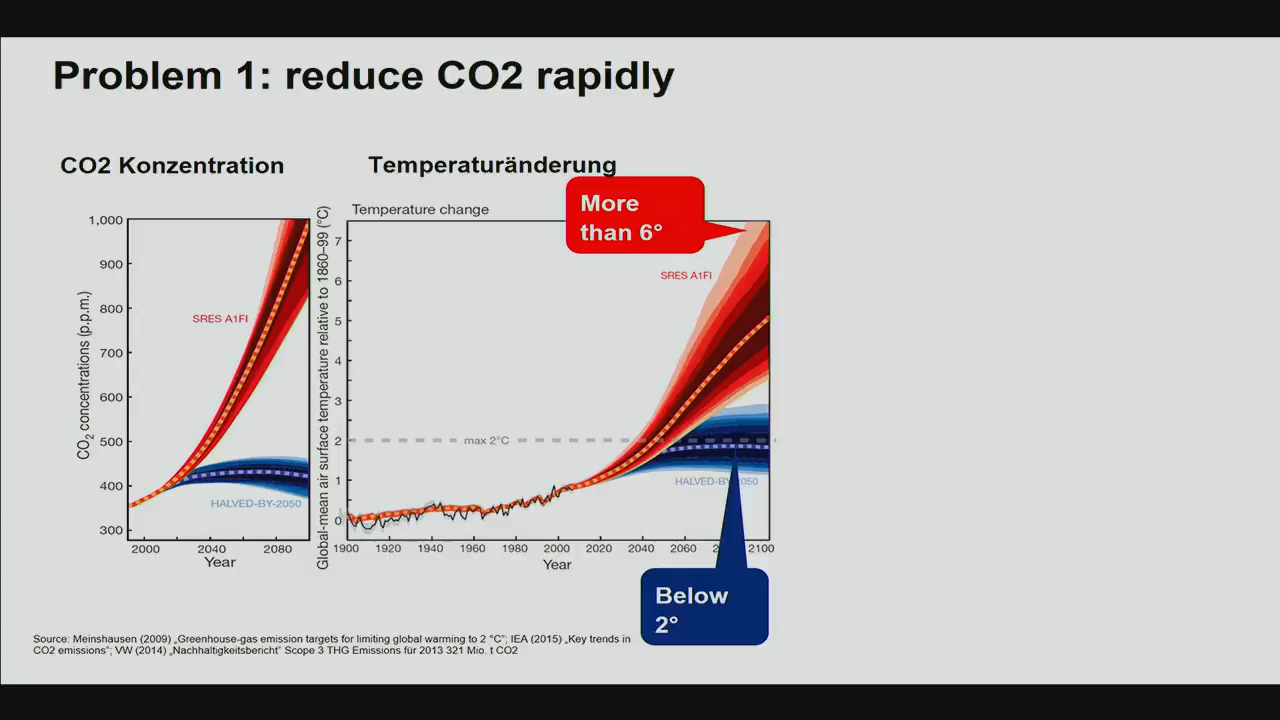 Problem 1: reduce CO2 rapidly
CO2 Konzentration
Temperaturänderung
CO2 concentrations (p.p.m.)
1,000
900
800
700
600
500
400
300
SRES A1FI
HALVED-BY-2050
2000 2040 2080
Year
Global-mean air surface temperature relative to 1860–99 (°C)
Temperature change
More
than 6°
7
6
5
4
3
2
1
0
SRES A1FI
max 2°C
HALVED-BY-2050
1900 1920 1940 1960 1980 2000 2020 2040 2060 2100
Year
Below
2°
Source: Meinshausen (2009) „Greenhouse-gas emission targets for limiting global warming to 2 °C“; IEA (2015) „Key trends in
CO2 emissions“; VW (2014) „Nachhaltigkeitsbericht“ Scope 3 THG Emissions für 2013 321 Mio. t CO2